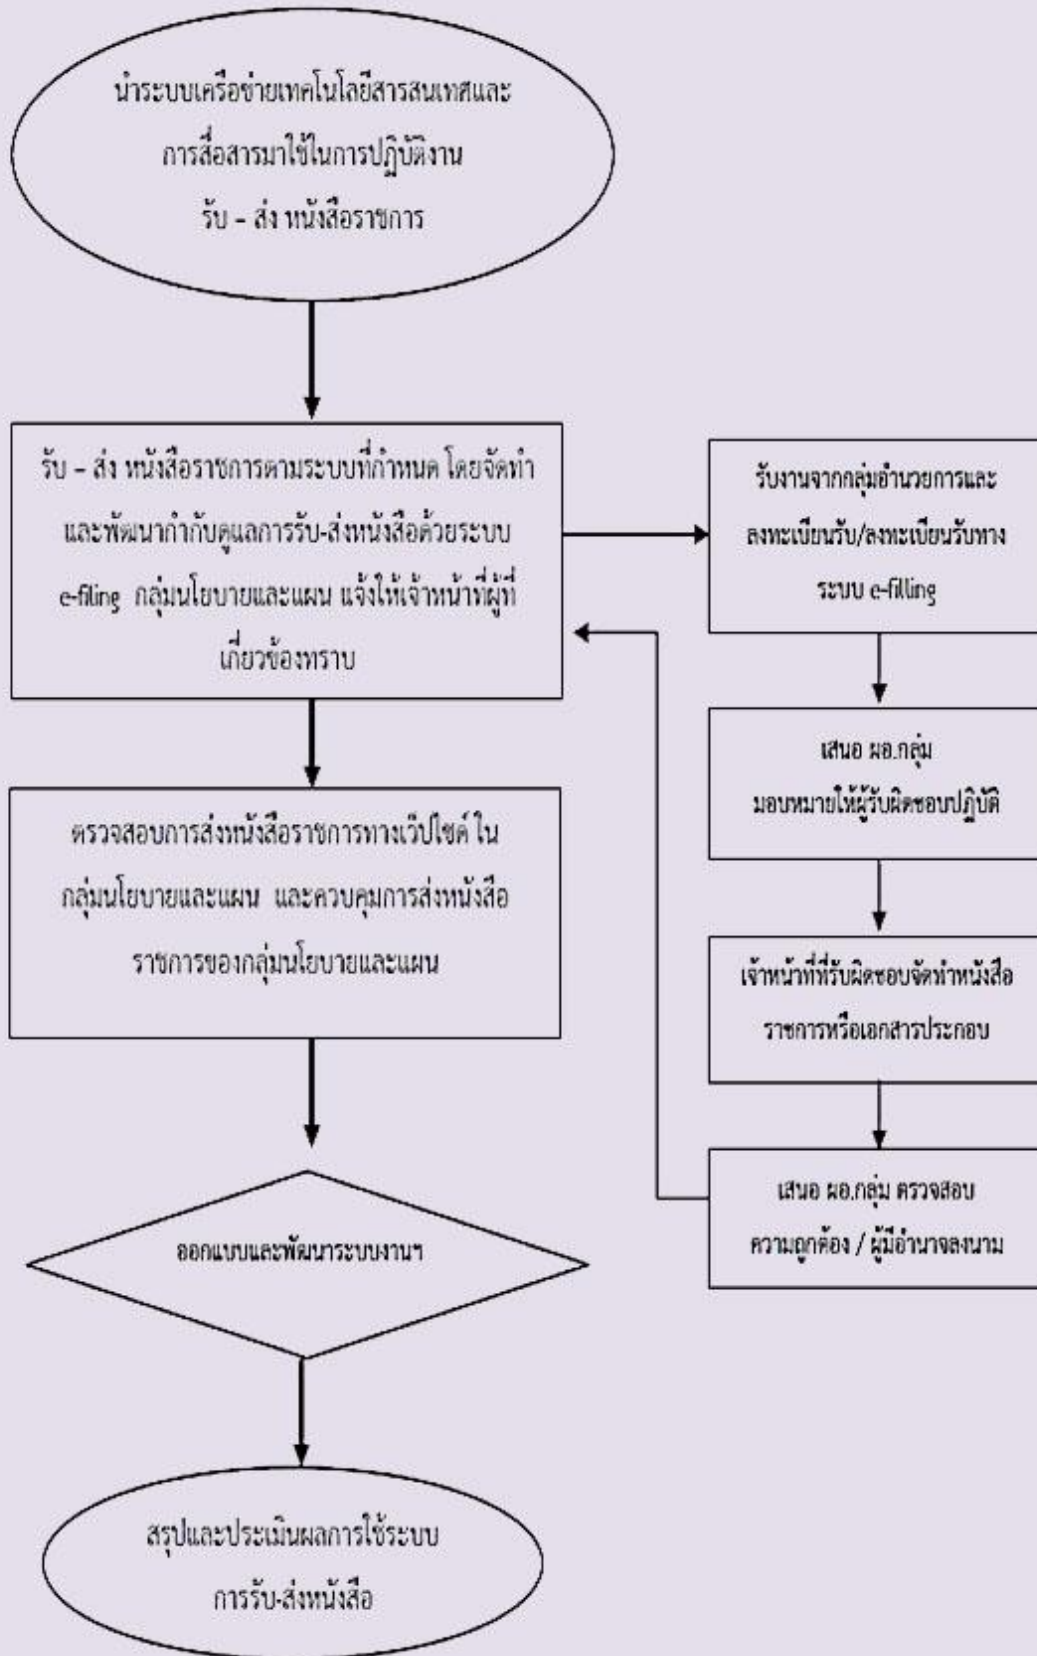 นำระบบเครือข่ายเทคโนโลยีสารสนเทศและ
การสื่อสารมาใช้ในการปฏิบัติงาน
รับ – ส่ง หนังสือราชการ
รับ – ส่ง หนังสือราชการตามระบบที่กำหนด โดยจัดทำ
และพัฒนากำกับดูแลการรับ-ส่งหนังสือด้วยระบบ
e-filing กลุ่มนโยบายและแผน แจ้งให้เจ้าหน้าที่ผู้ที่
เกี่ยวข้องทราบ
รับงานจากกลุ่มอำนวยการและ
ลงทะเบียนรับ/ลงทะเบียนรับทาง
ระบบ e-filling
เสนอ ผอ.กลุ่ม
มอบหมายให้ผู้รับผิดชอบปฏิบัติ
เจ้าหน้าที่ที่รับผิดชอบจัดทำหนังสือ
ราชการหรือเอกสารประกอบ
เสนอ ผอ.กลุ่ม ตรวจสอบ
ความถูกต้อง / ผู้มีอำนาจลงนาม
ตรวจสอบการส่งหนังสือราชการทางเว็ปไซด์ ใน
กลุ่มนโยบายและแผน และควบคุมการส่งหนังสือ
ราชการของกลุ่มนโยบายและแผน
ออกแบบและพัฒนาระบบงานฯ
สรุปและประเมินผลการใช้ระบบ
การรับ-ส่งหนังสือ